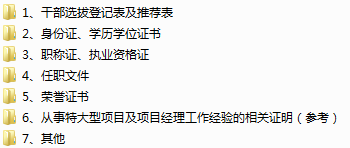 1、干部选拔登记表及推荐表
2、身份证、学历学位证书
3、职称证、执业资格证
4、任职文件
5、荣誉证书
6、从事特大型项目及项目经理工作经验的相关证明（参考）
7、其他